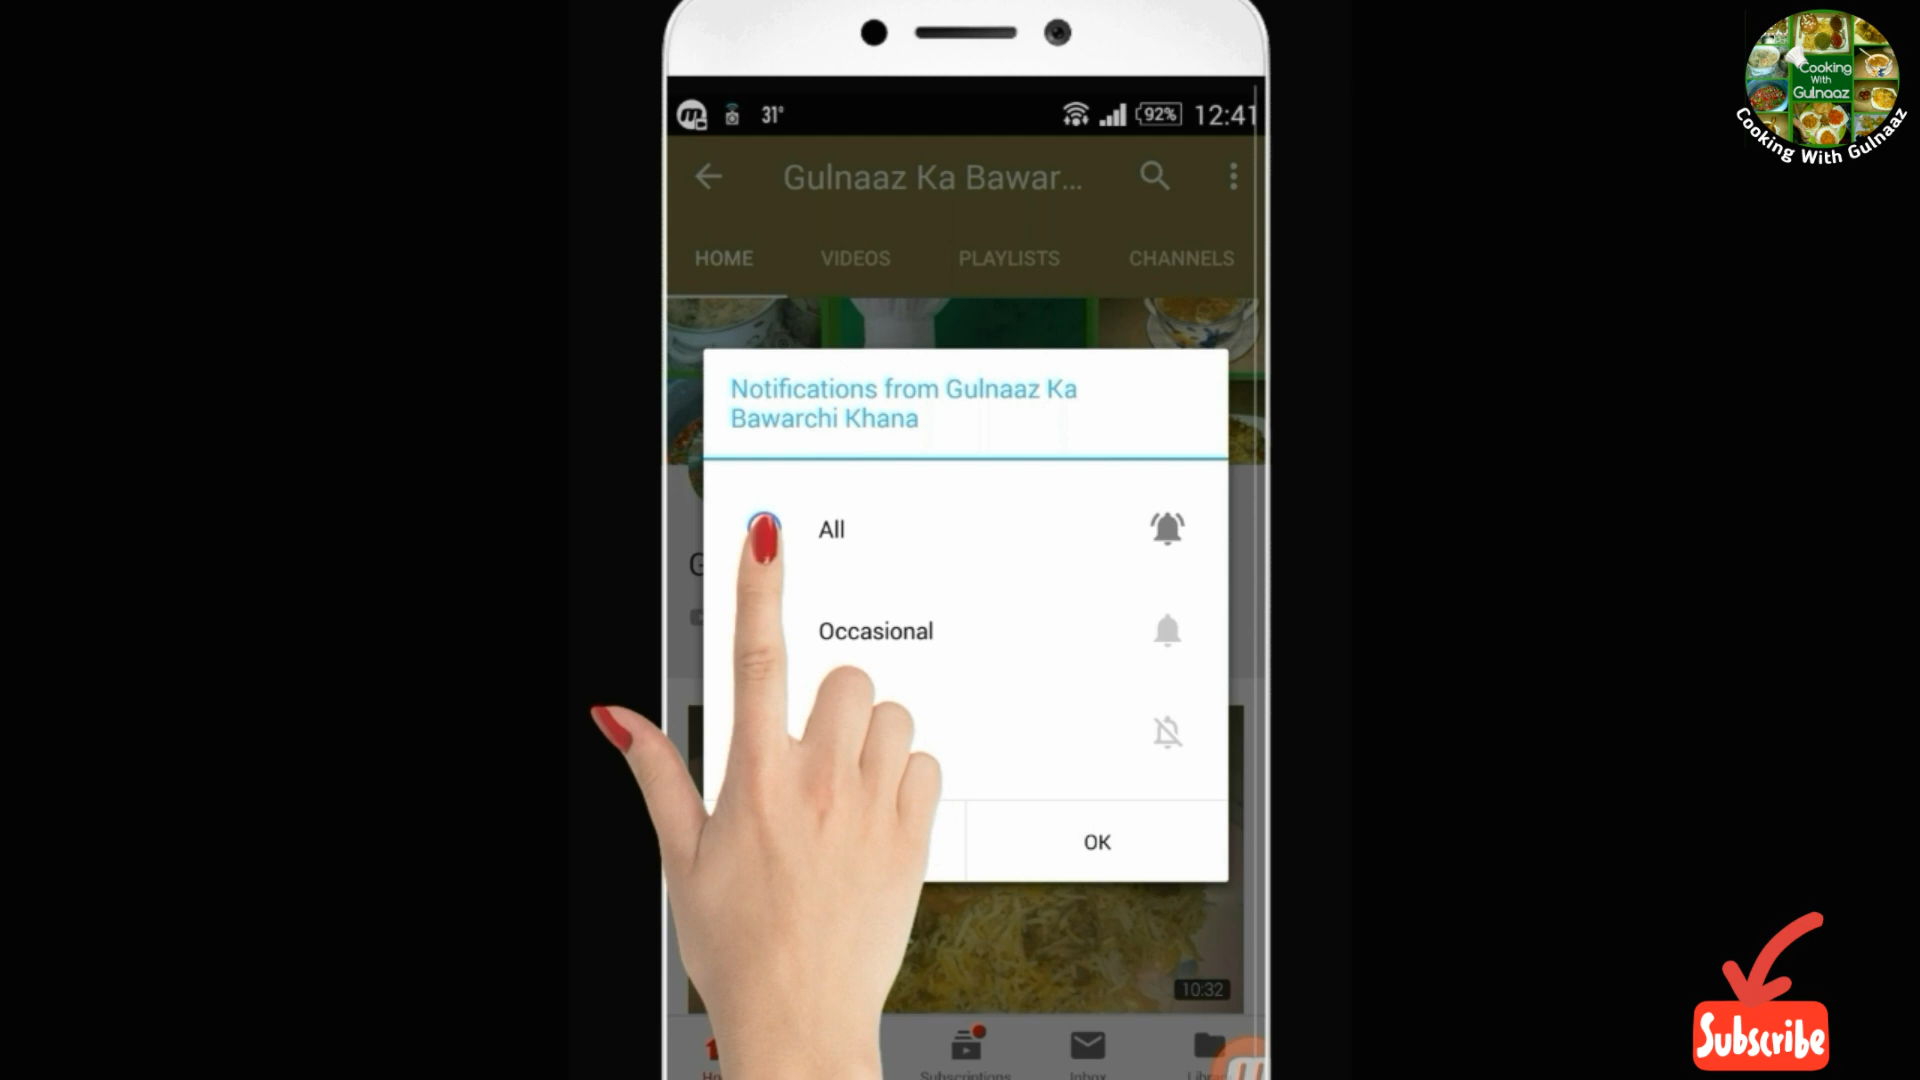 31°
92%
12:41
Gulnaaz Ka Bawar...
HOME VIDEOS PLAYLISTS CHANNELS
Notifications from Gulnaaz Ka
Bawarchi Khana
All
Occasional
OK
10:32
Subscriptions
Inbox
Cooking
With
Gulnaaz
Cooking With Gulnaaz
Subscribe